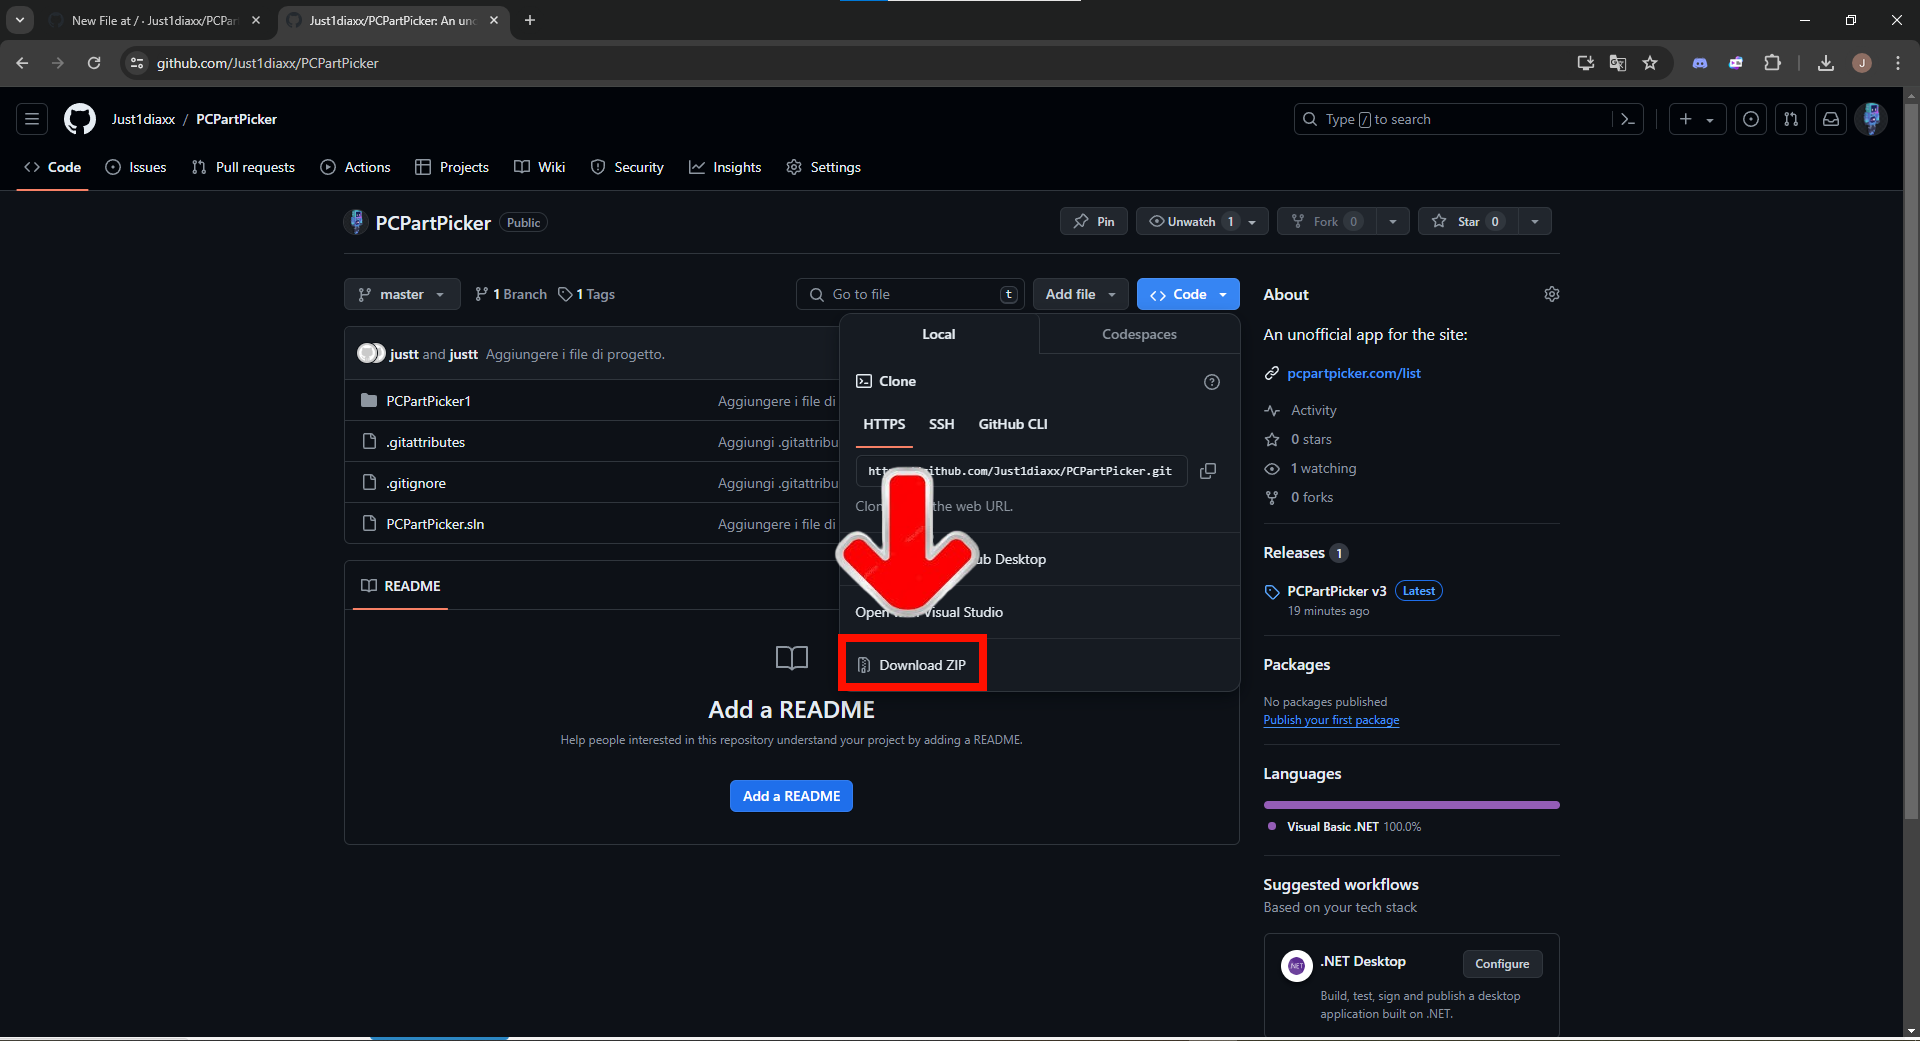 New File at / · Just1diaxx/PCPar
Just1diaxx/PCPartPicker: An uno
github.com/Just1diaxx/PCPartPicker
J
Just1diaxx / PCPartPicker
Type / to search
Code
Issues
Pull requests
Actions
Projects
Wiki
Security
Insights
Settings
PCPartPicker Public
Pin
Unwatch 1
Fork 0
Star 0
master
1 Branch
1 Tags
Go to file t
Add file
Code
Local
Codespaces
justt and justt Aggiungere i file di progetto.
PCPartPicker1 Aggiungere i file di
.gitattributes Aggiungi .gitattribu
.gitignore Aggiungi .gitattribu
PCPartPicker.sln Aggiungere i file di
Clone
HTTPS SSH GitHub CLI
ithub.com/Just1diaxx/PCPartPicker.git
the web URL.
Desktop
Open Visual Studio
Download ZIP
README
Add a README
Help people interested in this repository understand your project by adding a README.
Add a README
About
An unofficial app for the site:
pcpartpicker.com/list
Activity
0 stars
1 watching
0 forks
Releases 1
PCPartPicker v3 Latest
19 minutes ago
Packages
No packages published
Publish your first package
Languages
Visual Basic .NET 100.0%
Suggested workflows
Based on your tech stack
.NET
.NET Desktop
Configure
Build, test, sign and publish a desktop
application built on .NET.